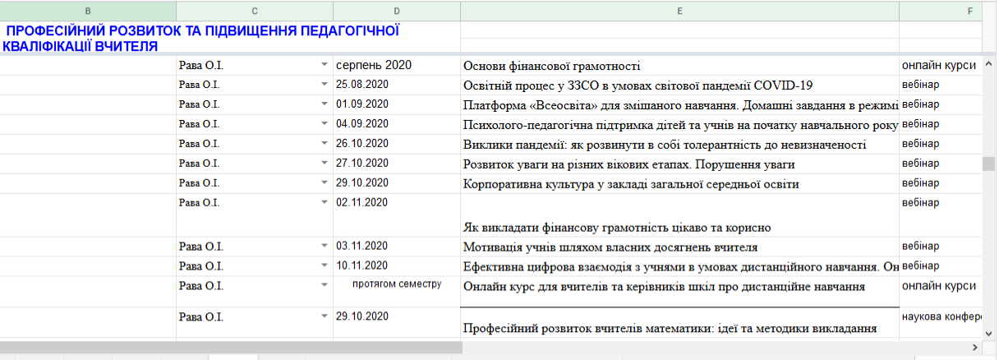 B C D E F
ПРОФЕСІЙНИЙ РОЗВИТОК ТА ПІДВИЩЕННЯ ПЕДАГОГІЧНОЇ
КВАЛІФІКАЦІЇ ВЧИТЕЛЯ
Рава О.І. серпень 2020 Основи фінансової грамотності онлайн курси
Рава О.І. 25.08.2020 Освітній процес у ЗЗСО в умовах світової пандемії COVID-19 вебінар
Рава О.І. 01.09.2020 Платформа «Всеосвіта» для змішаного навчання. Домашні завдання в режимі вебінар
Рава О.І. 04.09.2020 Психолого-педагогічна підтримка дітей та учнів на початку навчального року вебінар
Рава О.І. 26.10.2020 Виклики пандемії: як розвинути в собі толерантність до невизначеності вебінар
Рава О.І. 27.10.2020 Розвиток уваги на різних вікових етапах. Порушення уваги вебінар
Рава О.І. 29.10.2020 Корпоративна культура у закладі загальної середньої освіти вебінар
Рава О.І. 02.11.2020 вебінар
Як викладати фінансову грамотність цікаво та корисно
Рава О.І. 03.11.2020 Мотивація учнів шляхом власних досягнень вчителя вебінар
Рава О.І. 10.11.2020 Ефективна цифрова взаємодія з учнями в умовах дистанційного навчання. Он вебінар
Рава О.І. протягом семестру Онлайн курс для вчителів та керівників шкіл про дистанційне навчання онлайн курси
Рава О.І. 29.10.2020 наукова конфер
Професійний розвиток вчителів математики: ідеї та методики викладання